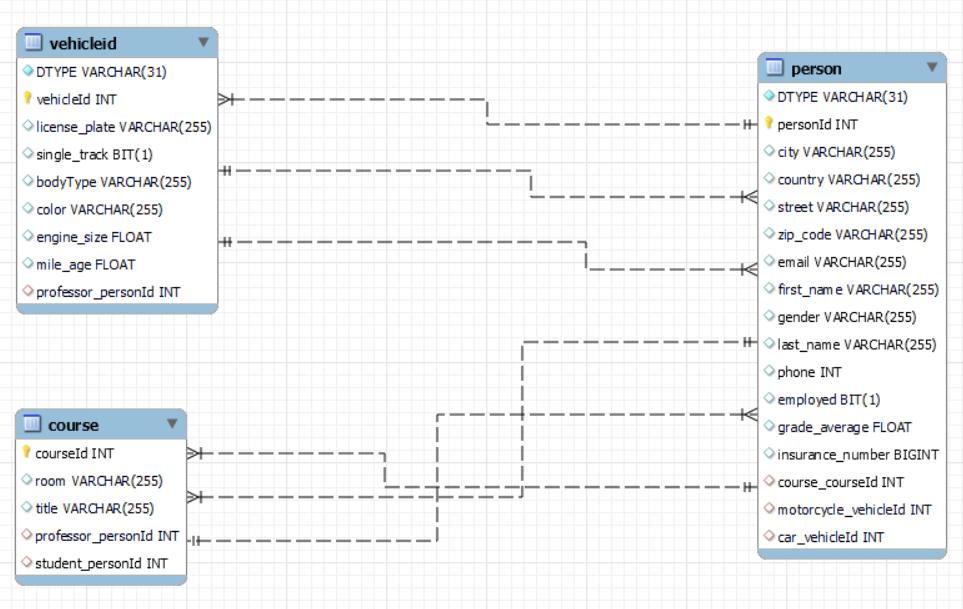 vehicleid
DTYPE VARCHAR(31)
vehicleId INT
license_plate VARCHAR(255)
single_track BIT(1)
bodyType VARCHAR(255)
color VARCHAR(255)
engine_size FLOAT
mile_age FLOAT
professor_personId INT
person
DTYPE VARCHAR(31)
personId INT
city VARCHAR(255)
country VARCHAR(255)
street VARCHAR(255)
zip_code VARCHAR(255)
email VARCHAR(255)
first_name VARCHAR(255)
gender VARCHAR(255)
last_name VARCHAR(255)
phone INT
employed BIT(1)
grade_average FLOAT
insurance_number BIGINT
course_courseId INT
motorcycle_vehicleId INT
car_vehicleId INT
course
courseId INT
room VARCHAR(255)
title VARCHAR(255)
professor_personId INT
student_personId INT